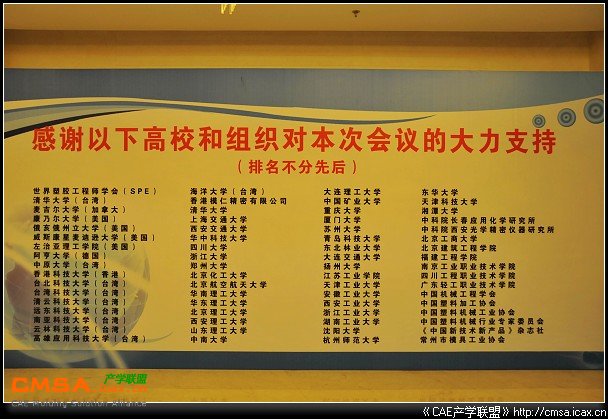 感谢以下高校和组织对本次会议的大力支持
（排名不分先后）
世界塑胶工程师学会（SPE）
清华大学（台湾）
麦吉尔大学（加拿大）
康乃尔大学（美国）
俄亥俄州立大学（美国）
威斯康星麦迪逊大学（美国）
左治亚理工学院（美国）
阿亨大学（德国）
中原大学（台湾）
香港科技大学（香港）
台北科技大学（台湾）
台湾科技大学（台湾）
清云科技大学（台湾）
远东科技大学（台湾）
南亚科技大学（台湾）
云林科技大学（台湾）
高雄应用科技大学（台湾）
海洋大学（台湾）
香港模仁精密有限公司
清华大学
上海交通大学
西安交通大学
华中科技大学
四川大学
浙江大学
郑州大学
北京化工大学
北京航空航天大学
华南理工大学
华东理工大学
北京理工大学
西安理工大学
山东理工大学
中南大学
大连理工大学
中国矿业大学
重庆大学
厦门大学
苏州大学
青岛科技大学
东北林业大学
大连交通大学
扬州大学
江苏工业学院
天津工业大学
安徽工业大学
西安工业大学
浙江工业大学
湖南工业大学
沈阳大学
杭州师范大学
东华大学
天津科技大学
湘潭大学
中科院长春应用化学研究所
中科院西安光学精密仪器研究所
北京工商大学
北京建筑工程学院
福建工程学院
南京工业职业技术学院
四川工程职业技术学院
广东轻工职业技术学院
中国机械工程学会
中国塑料加工协会
中国塑料机械行业专家委员会
《中国新技术新产品》杂志社
常州市模具工业协会
CMSA 产学联盟
CAE Working Solution Alliance
《CAE产学联盟》http://cmsa.icax.cn